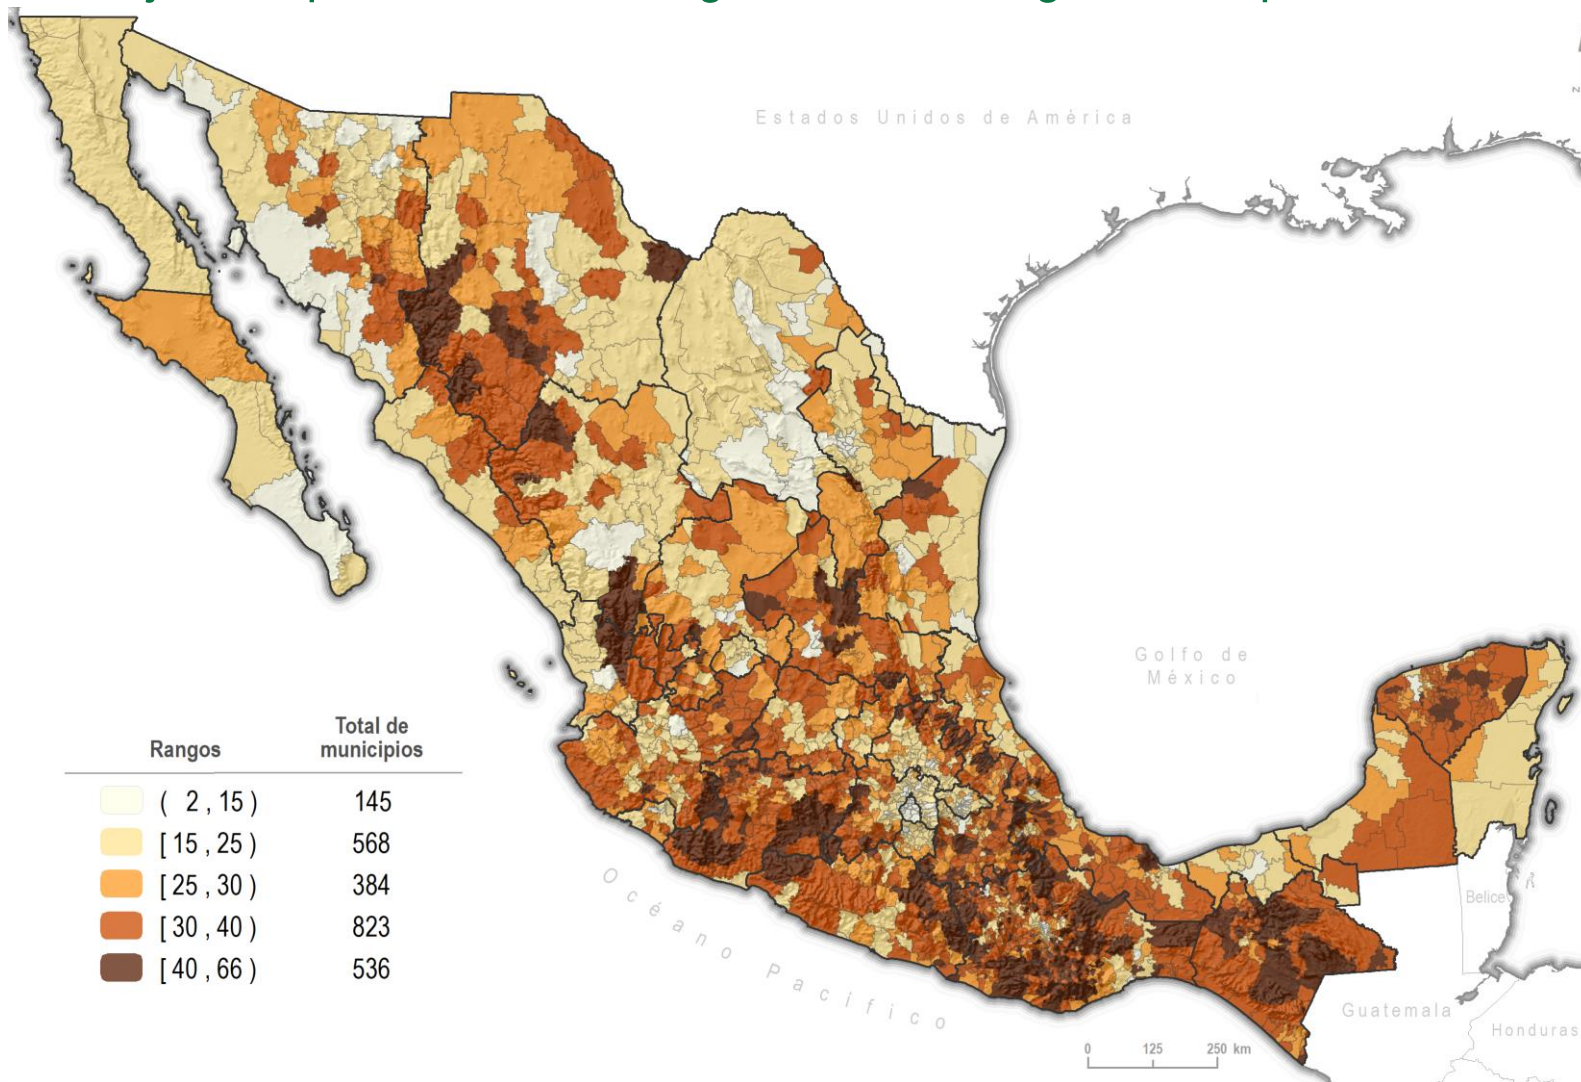 Estados Unidos de América
Golfo de
México
Rangos
Total de
municipios
( 2 , 15 ) 145
[ 15 , 25 ) 568
[ 25 , 30 ) 384
[ 30 , 40 ) 823
[ 40 , 66 ) 536
Océano Pacífico
Belice
Guatemala
Honduras
0 125 250 km
N